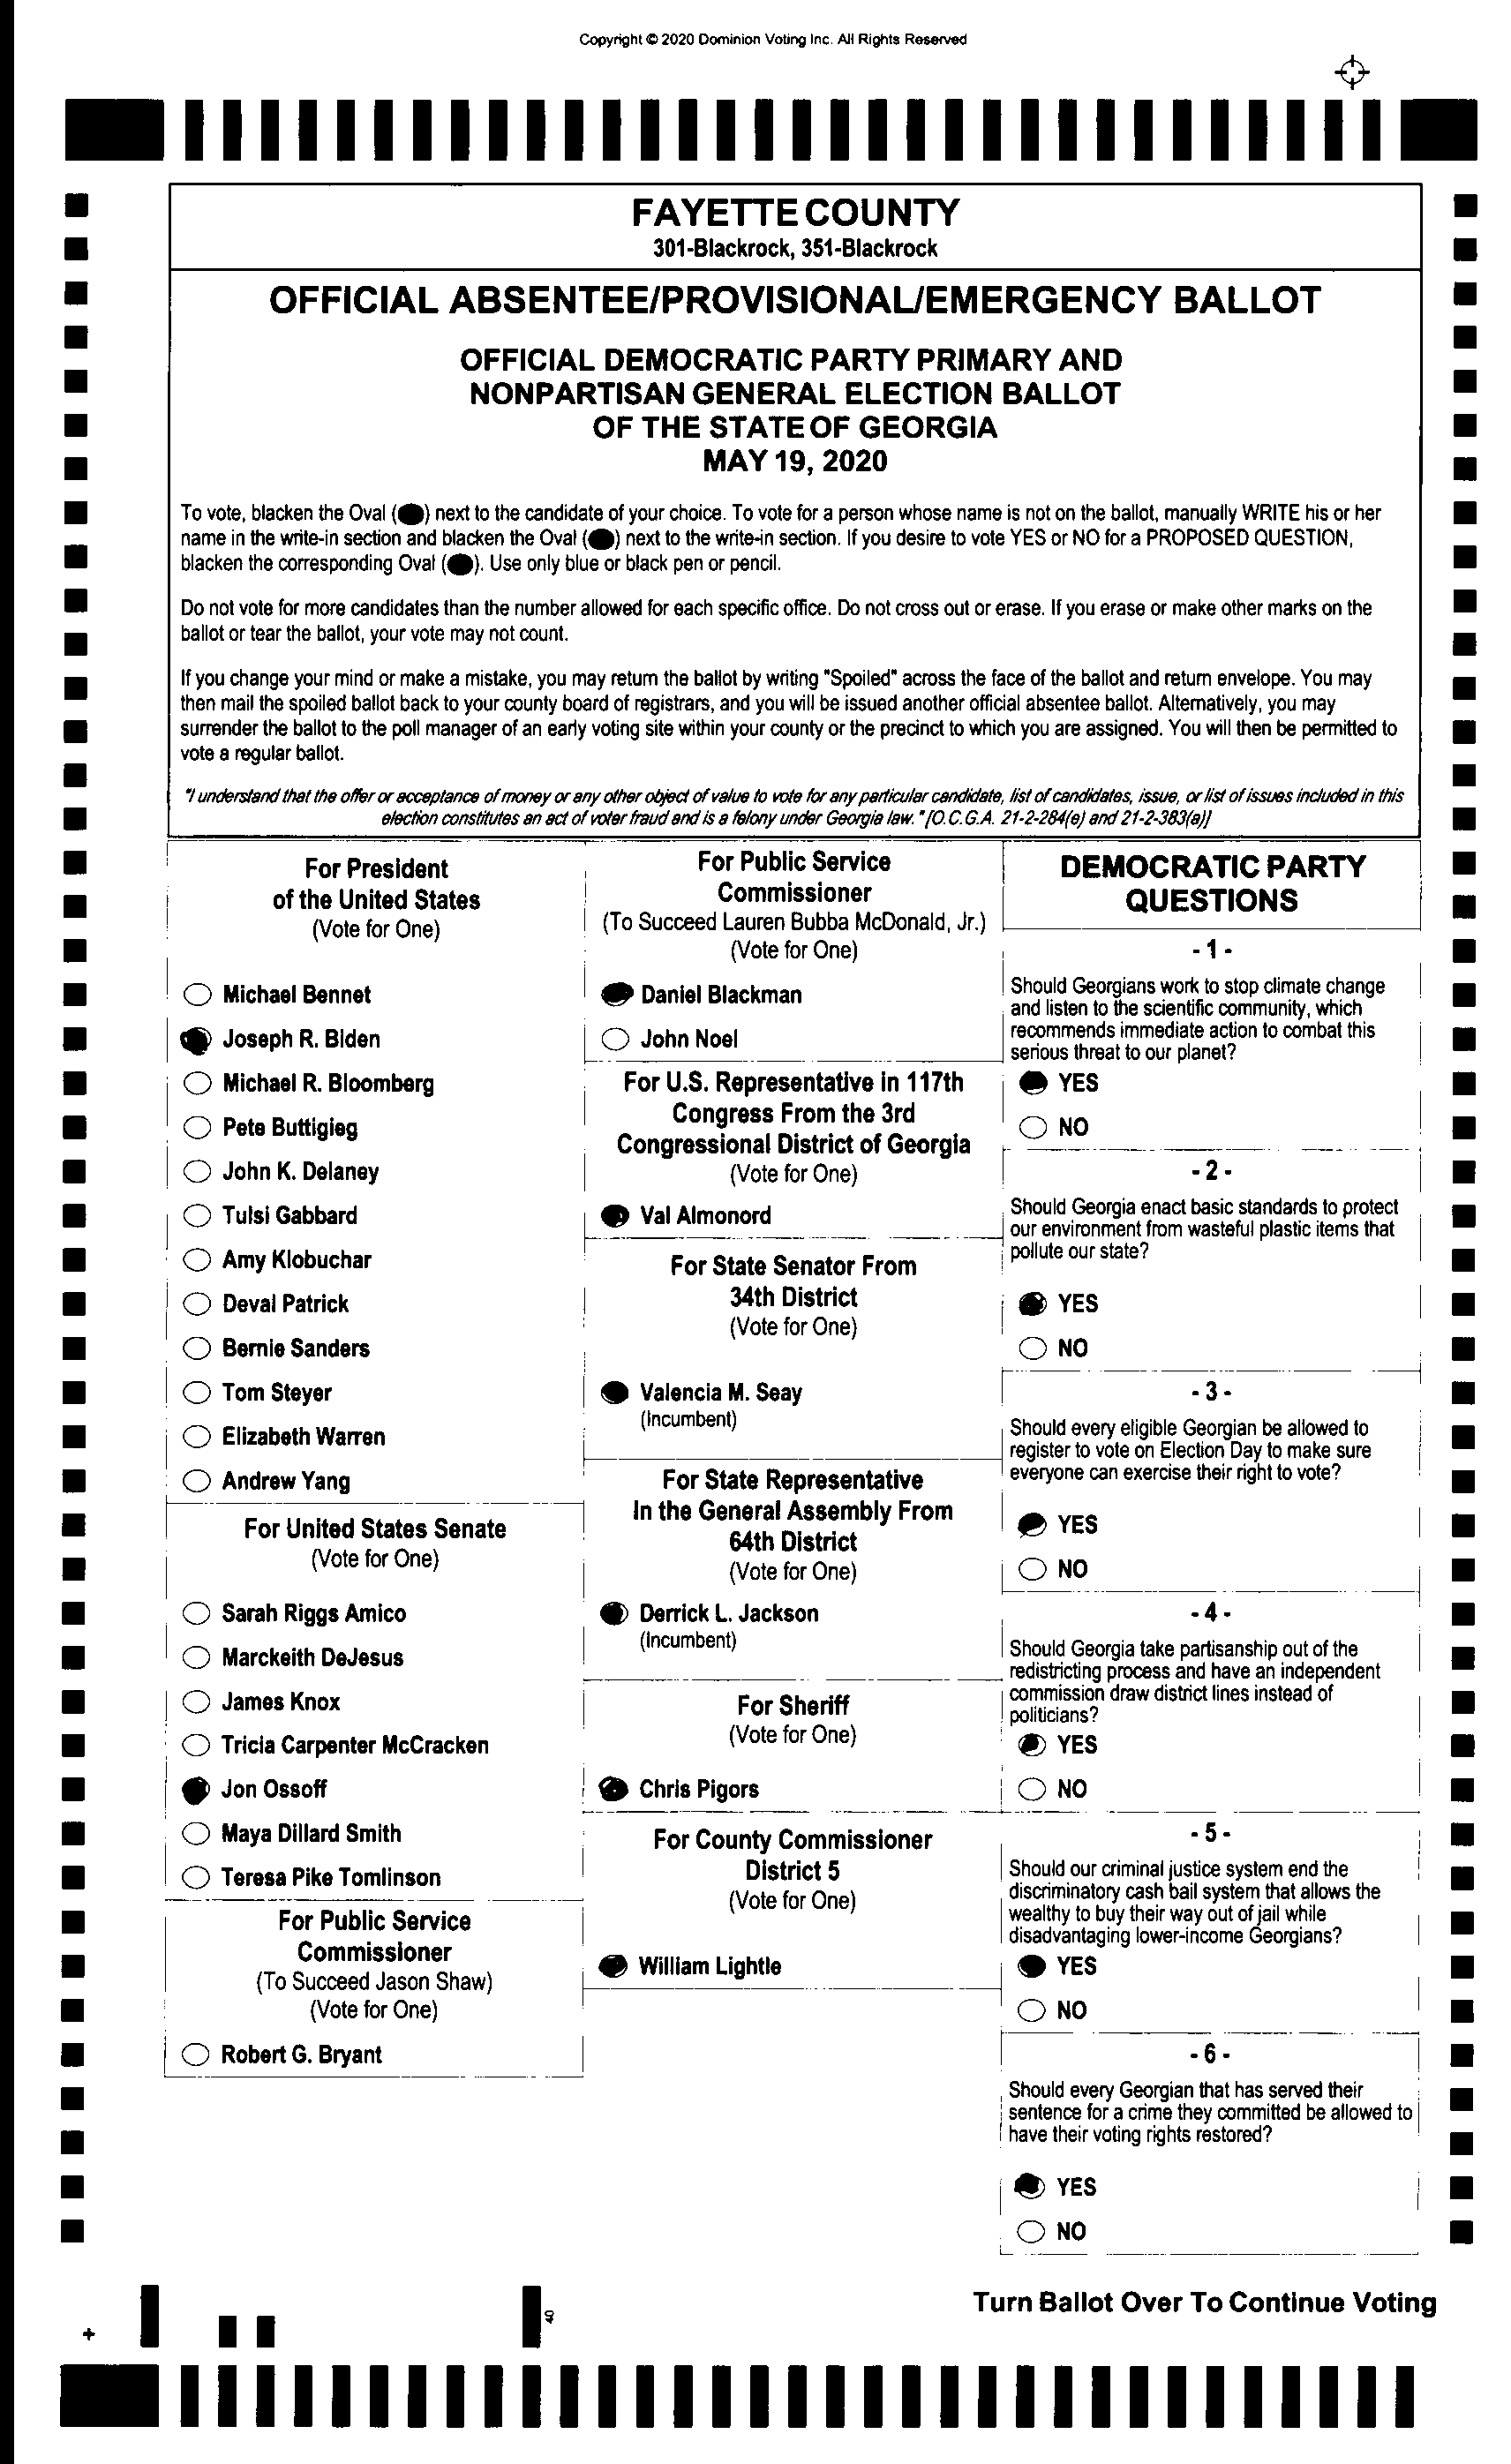 Copyright © 2020 Dominion Voting Inc. All Rights Reserved
FAYETTE COUNTY
301-Blackrock, 351-Blackrock
OFFICIAL ABSENTEE/PROVISIONAL/EMERGENCY BALLOT
OFFICIAL DEMOCRATIC PARTY PRIMARY AND
NONPARTISAN GENERAL ELECTION BALLOT
OF THE STATE OF GEORGIA
MAY 19, 2020
To vote, blacken the Oval ( ) next to the candidate of your choice. To vote for a person whose name is not on the ballot, manually WRITE his or her
name in the write-in section and blacken the Oval ( ) next to the write-in section. If you desire to vote YES or NO for a PROPOSED QUESTION,
blacken the corresponding Oval ( ). Use only blue or black pen or pencil.
Do not vote for more candidates than the number allowed for each specific office. Do not cross out or erase. If you erase or make other marks on the
ballot or tear the ballot, your vote may not count.
If you change your mind or make a mistake, you may return the ballot by writing "Spoiled" across the face of the ballot and return envelope. You may
then mail the spoiled ballot back to your county board of registrars, and you will be issued another official absentee ballot. Alternatively, you may
surrender the ballot to the poll manager of an early voting site within your county or the precinct to which you are assigned. You will then be permitted to
vote a regular ballot.
"I understand that the offer or acceptance of money or any other object of value to vote for any particular candidate, list of candidates, issue, or list of issues included in this
election constitutes an act of voter fraud and is a felony under Georgia law." [O.C.G.A. 21-2-284(e) and 21-2-383(a)]
For President
of the United States
(Vote for One)
Michael Bennet
Joseph R. Biden
Michael R. Bloomberg
Pete Buttigieg
John K. Delaney
Tulsi Gabbard
Amy Klobuchar
Deval Patrick
Bernie Sanders
Tom Steyer
Elizabeth Warren
Andrew Yang
For United States Senate
(Vote for One)
Sarah Riggs Amico
Marckeith DeJesus
James Knox
Tricia Carpenter McCracken
Jon Ossoff
Maya Dillard Smith
Teresa Pike Tomlinson
For Public Service
Commissioner
(To Succeed Jason Shaw)
(Vote for One)
Robert G. Bryant
For Public Service
Commissioner
(To Succeed Lauren Bubba McDonald, Jr.)
(Vote for One)
Daniel Blackman
John Noel
For U.S. Representative in 117th
Congress From the 3rd
Congressional District of Georgia
(Vote for One)
Val Almonord
For State Senator From
34th District
(Vote for One)
Valencia M. Seay
(Incumbent)
For State Representative
In the General Assembly From
64th District
(Vote for One)
Derrick L. Jackson
(Incumbent)
For Sheriff
(Vote for One)
Chris Pigors
For County Commissioner
District 5
(Vote for One)
William Lightle
DEMOCRATIC PARTY
QUESTIONS
- 1 -
Should Georgians work to stop climate change
and listen to the scientific community, which
recommends immediate action to combat this
serious threat to our planet?
YES
NO
- 2 -
Should Georgia enact basic standards to protect
our environment from wasteful plastic items that
pollute our state?
YES
NO
- 3 -
Should every eligible Georgian be allowed to
register to vote on Election Day to make sure
everyone can exercise their right to vote?
YES
NO
- 4 -
Should Georgia take partisanship out of the
redistricting process and have an independent
commission draw district lines instead of
politicians?
YES
NO
- 5 -
Should our criminal justice system end the
discriminatory cash bail system that allows the
wealthy to buy their way out of jail while
disadvantaging lower-income Georgians?
YES
NO
- 6 -
Should every Georgian that has served their
sentence for a crime they committed be allowed to
have their voting rights restored?
YES
NO
Turn Ballot Over To Continue Voting